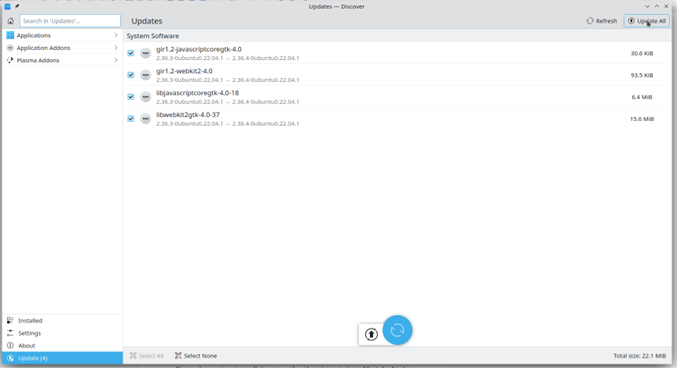 Updates — Discover
Search in 'Updates'...
Updates
Refresh
Update All
Applications
Application Addons
Plasma Addons
System Software
gir1.2-javascriptcoregtk-4.0
2.36.3-0ubuntu0.22.04.1 → 2.36.4-0ubuntu0.22.04.1
30.6 KiB
gir1.2-webkit2-4.0
2.36.3-0ubuntu0.22.04.1 → 2.36.4-0ubuntu0.22.04.1
93.5 KiB
libjavascriptcoregtk-4.0-18
2.36.3-0ubuntu0.22.04.1 → 2.36.4-0ubuntu0.22.04.1
6.4 MiB
libwebkit2gtk-4.0-37
2.36.3-0ubuntu0.22.04.1 → 2.36.4-0ubuntu0.22.04.1
15.6 MiB
Installed
Settings
About
Update (4)
Select All
Select None
Total size: 22.1 MiB